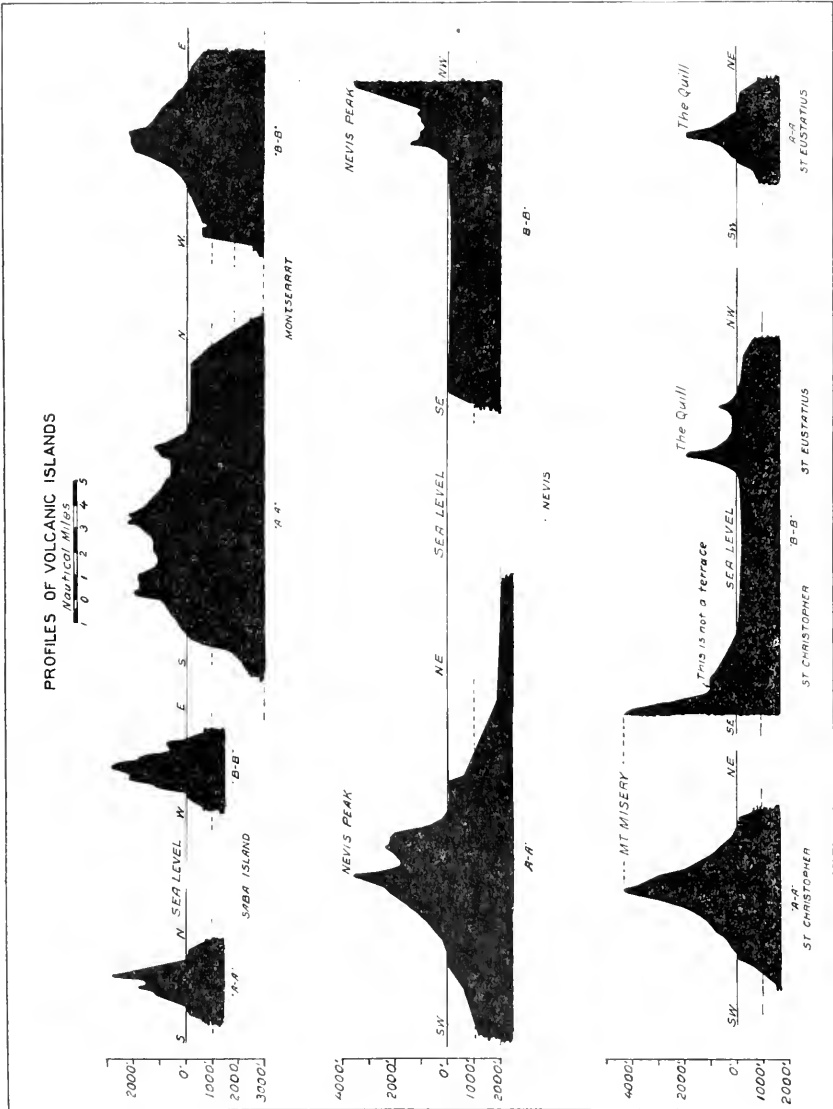 PROFILES OF VOLCANIC ISLANDS
Nautical Miles
1 0 1 2 3 4 5
2000'.
0'.
1000'.
2000'.
3000'.
S
N
SEA LEVEL
W
E
S
N
W.
E
"A-A"
SABA ISLAND
"B-B"
"A A"
MONTSERRAT
"B-B"
4000'.
2000'.
0'.
1000'.
2000'.
SW
NEVIS PEAK
NE
SEA LEVEL
SE
NEVIS PEAK
NW
A-A'
NEVIS
B-B'
4000'.
2000'.
0'.
1000'.
2000'.
SW
MT MISERY
NE
SE
This is not a terrace
SEA LEVEL
The Quill
NW
SW
The Quill
NE
"A-A"
ST CHRISTOPHER
ST CHRISTOPHER
'B-B'
ST EUSTATIUS
A-A
ST EUSTATIUS